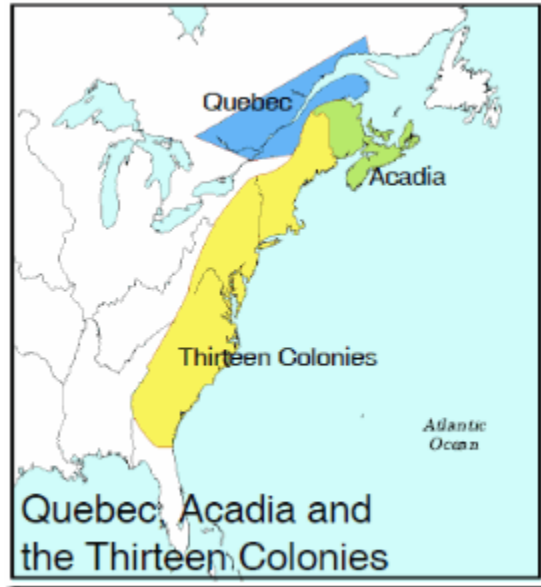 Quebec
Acadia
Thirteen Colonies
Atlantic
Ocean
Quebec, Acadia and
the Thirteen Colonies